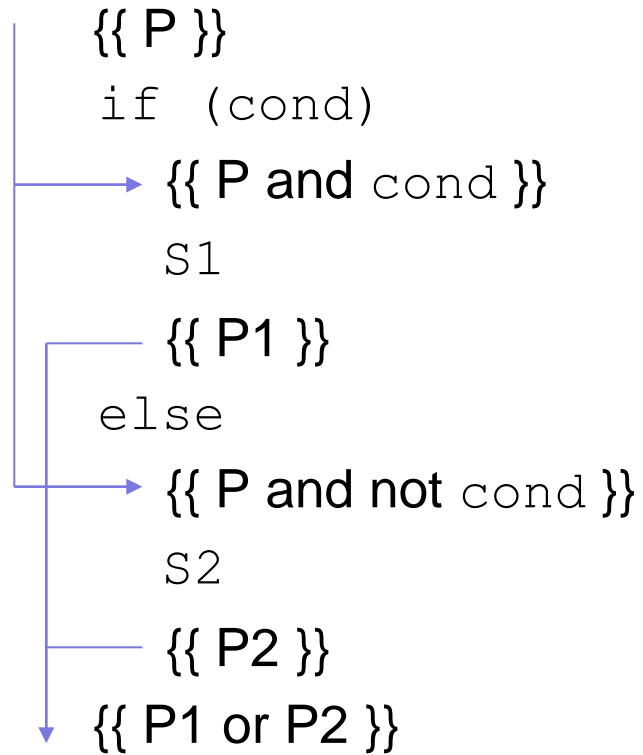 {{ P }}
if (cond)
{{ P and cond }}
S1
{{ P1 }}
else
{{ P and not cond }}
S2
{{ P2 }}
{{ P1 or P2 }}